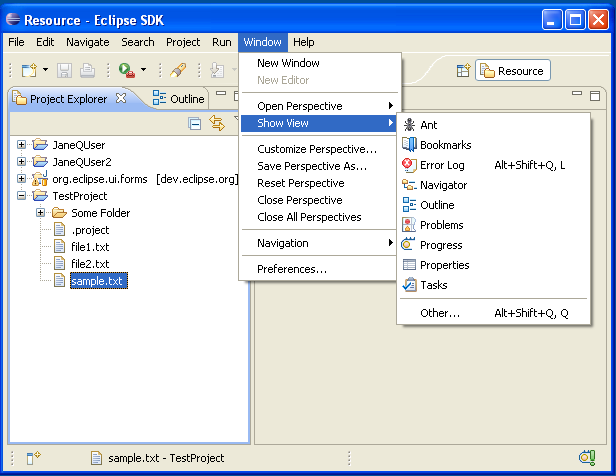 Resource - Eclipse SDK
File Edit Navigate Search Project Run Window Help
Resource
Project Explorer Outline
JaneQUser
JaneQUser2
org.eclipse.ui.forms [dev.eclipse.org]
TestProject
Some Folder
.project
file1.txt
file2.txt
sample.txt
New Window
New Editor
Open Perspective
Show View
Customize Perspective...
Save Perspective As...
Reset Perspective
Close Perspective
Close All Perspectives
Navigation
Preferences...
Ant
Bookmarks
Error Log Alt+Shift+Q, L
Navigator
Outline
Problems
Progress
Properties
Tasks
Other... Alt+Shift+Q, Q
sample.txt - TestProject